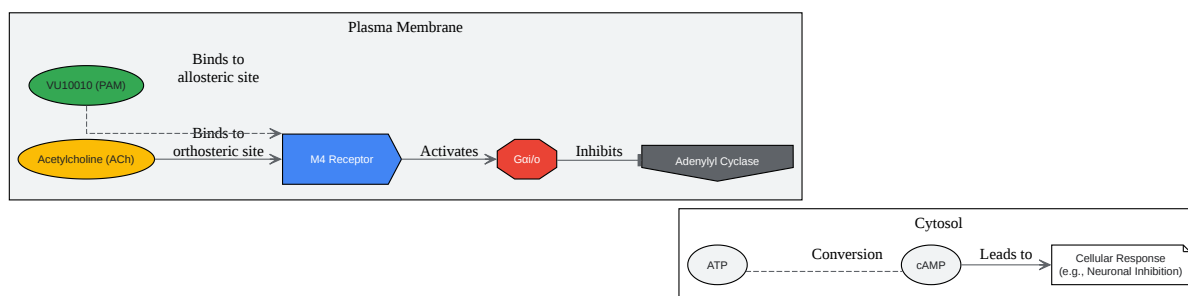 Plasma Membrane
Binds to
allosteric site
VU10010 (PAM)
Binds to
orthosteric site
Acetylcholine (ACh)
M4 Receptor
Activates
Gαi/o
Inhibits
Adenylyl Cyclase
Cytosol
ATP
Conversion
cAMP
Leads to
Cellular Response
(e.g., Neuronal Inhibition)